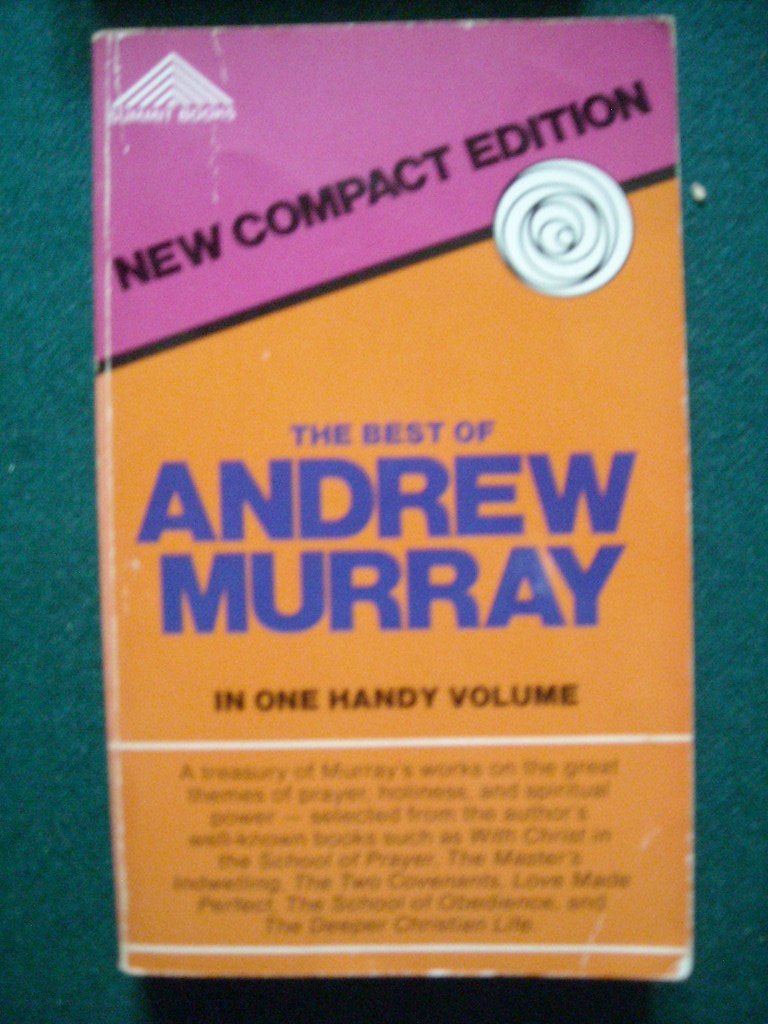 SUMMIT BOOKS
NEW COMPACT EDITION
THE BEST OF
ANDREW
MURRAY
IN ONE HANDY VOLUME
A treasury of Murray's works on the great
themes of prayer, holiness, and spiritual
power — selected from the author's
well-known books such as With Christ in
the School of Prayer, The Master's
Indwelling, The Two Covenants, Love Made
Perfect, The School of Obedience, and
The Deeper Christian Life.